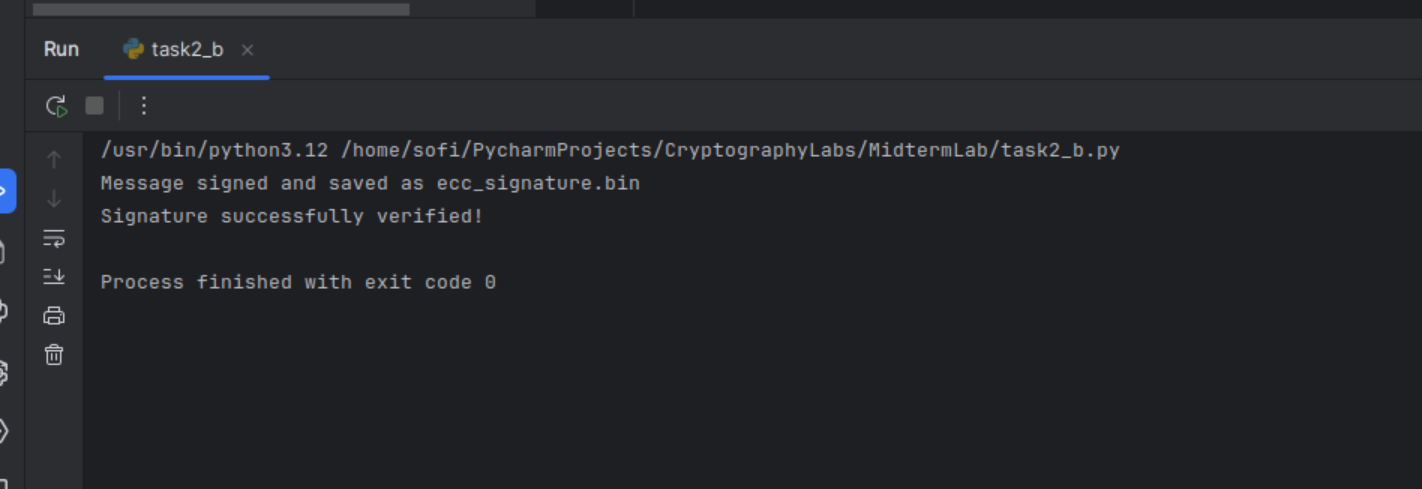 Run
task2_b
/usr/bin/python3.12 /home/sofi/PycharmProjects/CryptographyLabs/MidtermLab/task2_b.py
Message signed and saved as ecc_signature.bin
Signature successfully verified!
Process finished with exit code 0